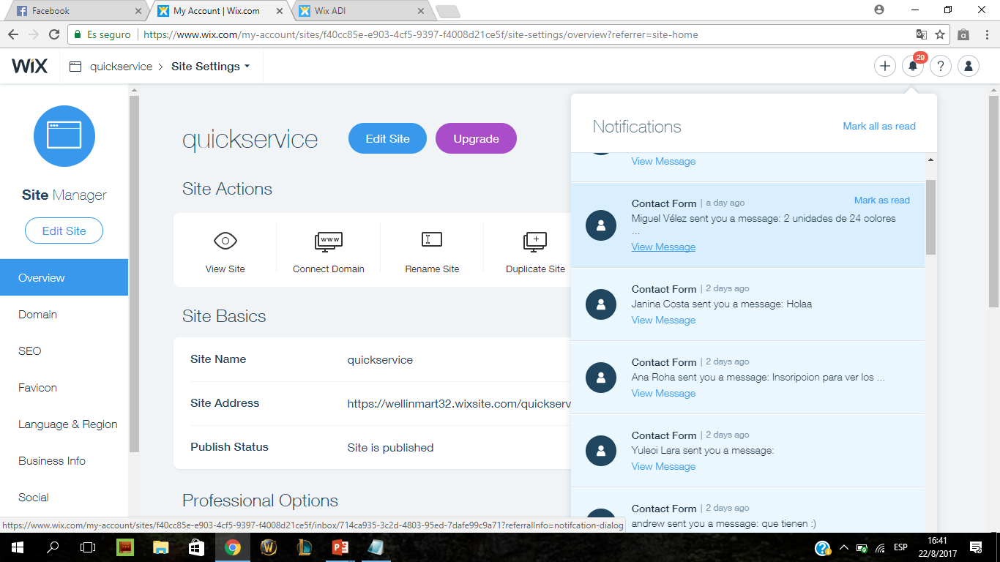 Facebook
My Account | Wix.com
Wix ADI
Es seguro
https://www.wix.com/my-account/sites/f40cc85e-e903-4cf5-9397-f4008d21ce5f/site-settings/overview?referrer=site-home
WiX
quickservice > Site Settings
29
?
Site Manager
Edit Site
Overview
Domain
SEO
Favicon
Language & Region
Business Info
Social
quickservice
Edit Site
Upgrade
Site Actions
View Site
www
Connect Domain
Rename Site
Duplicate Site
Site Basics
Site Name
quickservice
Site Address
https://wellinmart32.wixsite.com/quickserv
Publish Status
Site is published
Professional Options
Notifications
Mark all as read
View Message
Contact Form | a day ago
Mark as read
Miguel Vélez sent you a message: 2 unidades de 24 colores
...
View Message
Contact Form | 2 days ago
Janina Costa sent you a message: Holaa
View Message
Contact Form | 2 days ago
Ana Roha sent you a message: Inscripcion para ver los ...
View Message
Contact Form | 2 days ago
Yuleci Lara sent you a message:
View Message
Contact Form | 2 days ago
andrew sent you a message: que tienen :)
https://www.wix.com/my-account/sites/f40cc85e-e903-4cf5-9397-f4008d21ce5f/inbox/714ca935-3c2d-4803-95ed-7dafe99c9a71?referralInfo=notifcation-dialog
ESP
16:41
22/8/2017